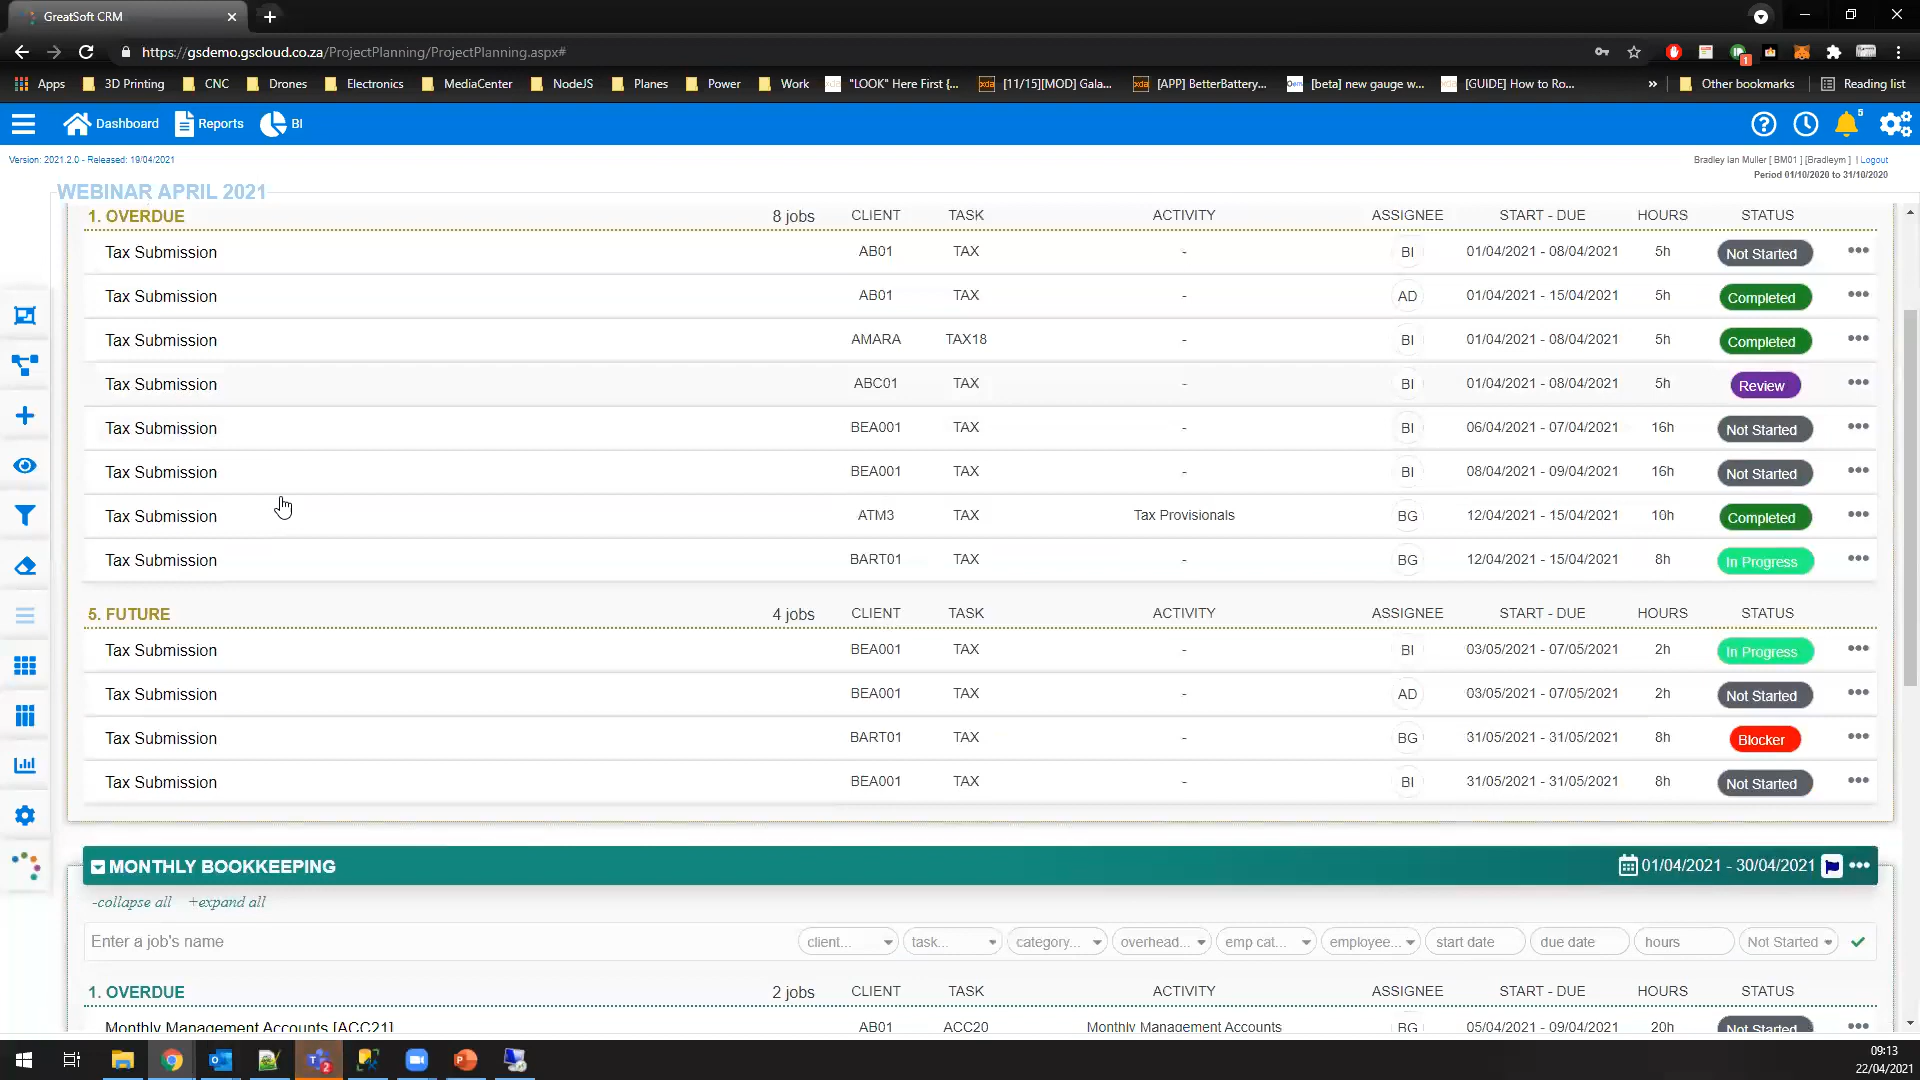 GreatSoft CRM
https://gsdemo.gscloud.co.za/ProjectPlanning/ProjectPlanning.aspx#
Apps 3D Printing CNC Drones Electronics MediaCenter NodeJS Planes Power Work "LOOK" Here First {... [11/15][MOD] Gala... [APP] BetterBattery... [beta] new gauge w... [GUIDE] How to Ro... » Other bookmarks Reading list
Dashboard Reports BI
Version: 2021.2.0 - Released: 19/04/2021
Bradley Ian Muller [ BM01 ] [Bradleym ] | Logout
Period 01/10/2020 to 31/10/2020
WEBINAR APRIL 2021
1. OVERDUE 8 jobs CLIENT TASK ACTIVITY ASSIGNEE START - DUE HOURS STATUS
Tax Submission AB01 TAX - BI 01/04/2021 - 08/04/2021 5h Not Started
Tax Submission AB01 TAX - AD 01/04/2021 - 15/04/2021 5h Completed
Tax Submission AMARA TAX18 - BI 01/04/2021 - 08/04/2021 5h Completed
Tax Submission ABC01 TAX - BI 01/04/2021 - 08/04/2021 5h Review
Tax Submission BEA001 TAX - BI 06/04/2021 - 07/04/2021 16h Not Started
Tax Submission BEA001 TAX - BI 08/04/2021 - 09/04/2021 16h Not Started
Tax Submission ATM3 TAX Tax Provisionals BG 12/04/2021 - 15/04/2021 10h Completed
Tax Submission BART01 TAX - BG 12/04/2021 - 15/04/2021 8h In Progress
5. FUTURE 4 jobs CLIENT TASK ACTIVITY ASSIGNEE START - DUE HOURS STATUS
Tax Submission BEA001 TAX - BI 03/05/2021 - 07/05/2021 2h In Progress
Tax Submission BEA001 TAX - AD 03/05/2021 - 07/05/2021 2h Not Started
Tax Submission BART01 TAX - BG 31/05/2021 - 31/05/2021 8h Blocker
Tax Submission BEA001 TAX - BI 31/05/2021 - 31/05/2021 8h Not Started
MONTHLY BOOKKEEPING 01/04/2021 - 30/04/2021
-collapse all +expand all
Enter a job's name client... task... category... overhead... emp cat... employee... start date due date hours Not Started
1. OVERDUE 2 jobs CLIENT TASK ACTIVITY ASSIGNEE START - DUE HOURS STATUS
Monthly Management Accounts [ACC21] AB01 ACC20 Monthly Management Accounts BG 05/04/2021 - 09/04/2021 20h Not Started
09:13
22/04/2021